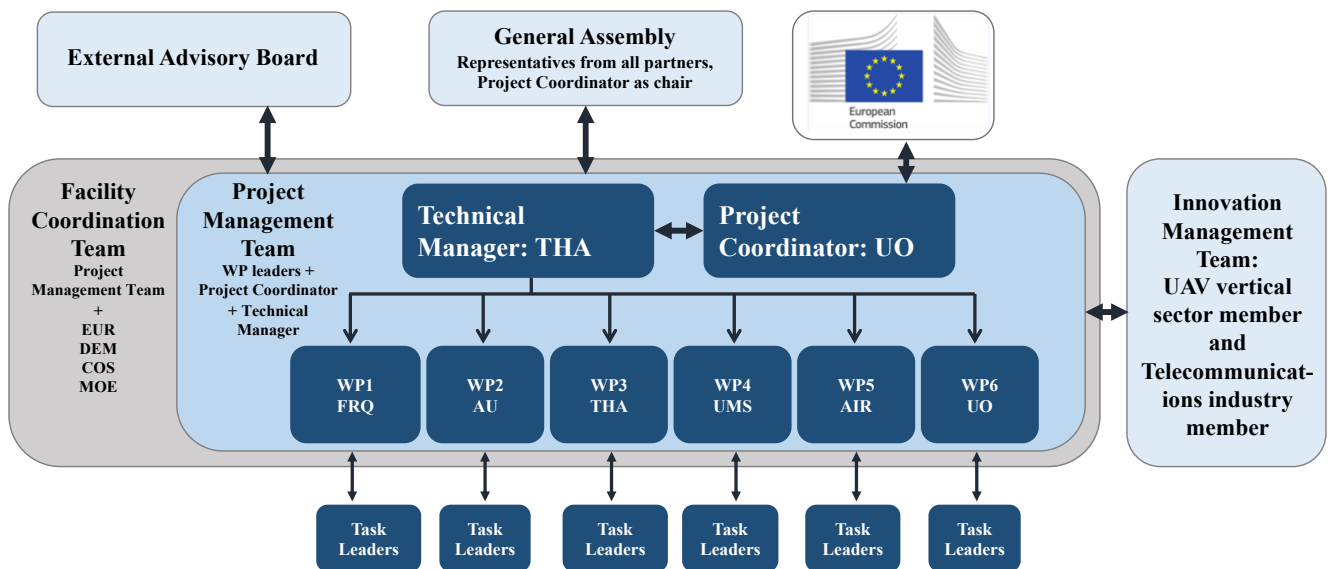 External Advisory Board
General Assembly
Representatives from all partners,
Project Coordinator as chair
European
Commission
Facility
Coordination
Team
Project
Management Team
+
EUR
DEM
COS
MOE
Project
Management
Team
WP leaders +
Project Coordinator
+ Technical
Manager
Technical
Manager: THA
Project
Coordinator: UO
Innovation
Management
Team:
UAV vertical
sector member
and
Telecommunicat-
ions industry
member
WP1
FRQ
WP2
AU
WP3
THA
WP4
UMS
WP5
AIR
WP6
UO
Task
Leaders
Task
Leaders
Task
Leaders
Task
Leaders
Task
Leaders
Task
Leaders